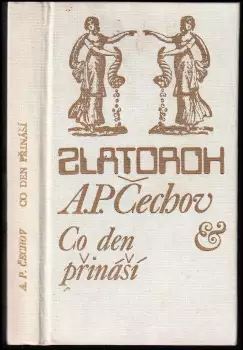 A. P. ČECHOV CO DEN PŘINÁŠÍ
ZLATOROH
A.P. Čechov
Co den &
přináší